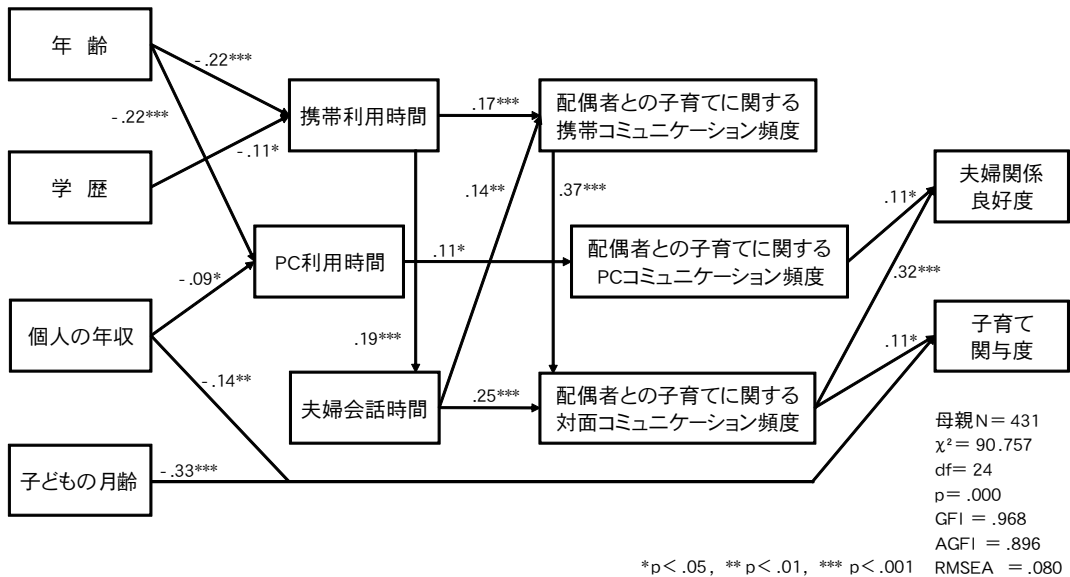 年 齢
-.22***
携帯利用時間
.17***
配偶者との子育てに関する
携帯コミュニケーション頻度
-.22***
-.11*
学 歴
.14**
.37***
夫婦関係
良好度
.11*
PC利用時間
.11*
配偶者との子育てに関する
PCコミュニケーション頻度
-.09*
.32***
個人の年収
.19***
子育て
関与度
.11*
-.14**
夫婦会話時間
.25***
配偶者との子育てに関する
対面コミュニケーション頻度
子どもの月齢
-.33***
母親N＝431
χ²＝90.757
df＝24
p＝.000
GFI＝.968
AGFI＝.896
RMSEA ＝.080
*p＜.05, **p＜.01, *** p＜.001